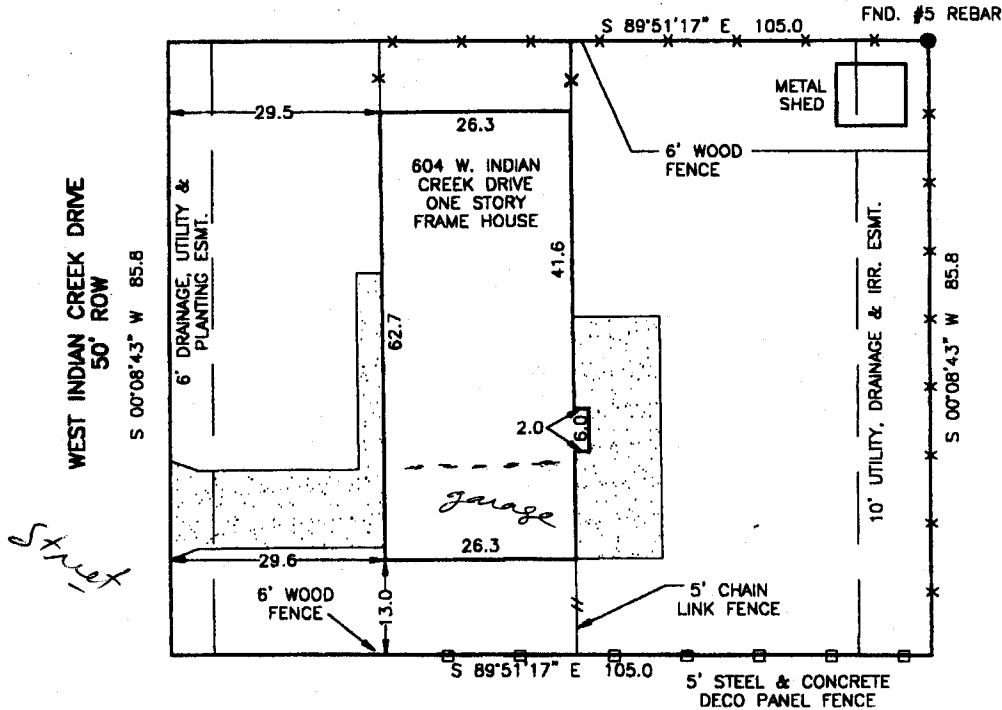 S 89°51'17" E 105.0
FND. #5 REBAR
METAL
SHED
29.5
26.3
6' WOOD
FENCE
604 W. INDIAN
CREEK DRIVE
ONE STORY
FRAME HOUSE
WEST INDIAN CREEK DRIVE
50' ROW
S 00°08'43" W 85.8
6' DRAINAGE, UTILITY &
PLANTING ESMT.
62.7
41.6
2.0
6.0
10' UTILITY, DRAINAGE & IRR. ESMT.
S 00°08'43" W 85.8
garage
Street
29.6
26.3
13.0
6' WOOD
FENCE
5' CHAIN
LINK FENCE
S 89°51'17" E 105.0
5' STEEL & CONCRETE
DECO PANEL FENCE